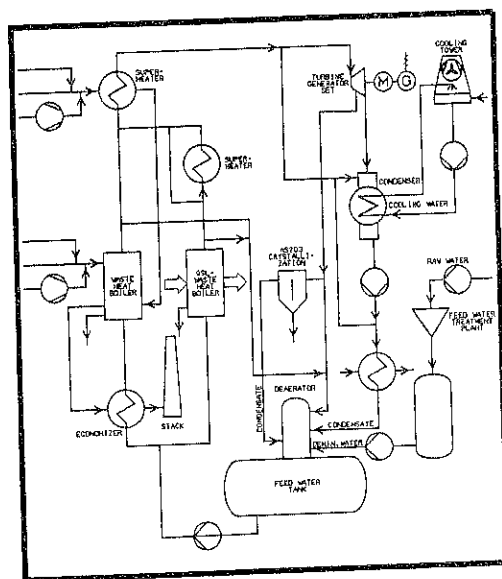 COOLING
TOWER
SUPER-
HEATER
TURBINE
GENERATOR
SET
M
G
SUPER-
HEATER
CONDENSER
COOLING WATER
WASTE
HEAT
BOILER
WASTE
HEAT
BOILER
AS2O3
CRYSTALLI-
ZATION
RAW WATER
FEED WATER
TREATMENT
PLANT
ECONOMIZER
STACK
CONDENSATE
DEAERATOR
CONDENSATE
DEMIN. WATER
FEED WATER
TANK